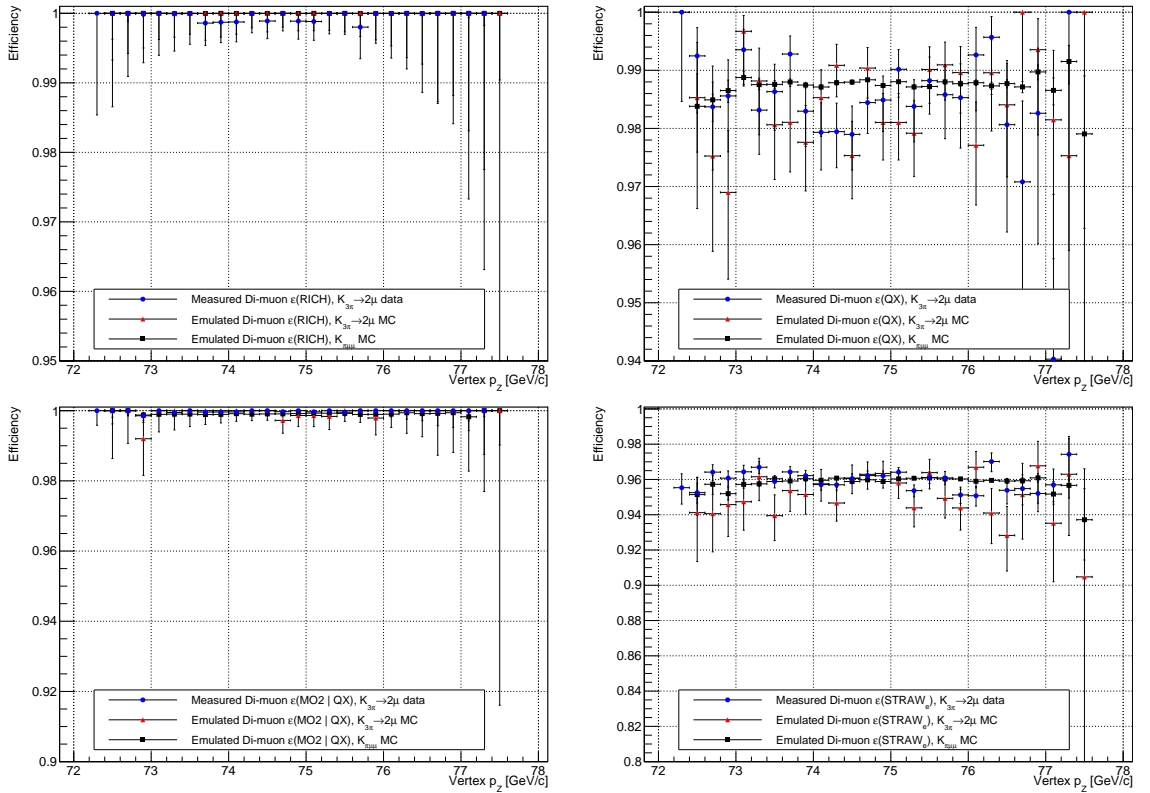 Efficiency
1
0.99
0.98
0.97
0.96
0.95
Measured Di-muon ε(RICH), K3π→2μ data
Emulated Di-muon ε(RICH), K3π→2μ MC
Emulated Di-muon ε(RICH), Kπμμ MC
72 73 74 75 76 77 78
Vertex pZ [GeV/c]
Efficiency
1
0.99
0.98
0.97
0.96
0.95
0.94
Measured Di-muon ε(QX), K3π→2μ data
Emulated Di-muon ε(QX), K3π→2μ MC
Emulated Di-muon ε(QX), Kπμμ MC
72 73 74 75 76 77 78
Vertex pZ [GeV/c]
Efficiency
1
0.98
0.96
0.94
0.92
0.9
Measured Di-muon ε(MO2 | QX), K3π→2μ data
Emulated Di-muon ε(MO2 | QX), K3π→2μ MC
Emulated Di-muon ε(MO2 | QX), Kπμμ MC
72 73 74 75 76 77 78
Vertex pZ [GeV/c]
Efficiency
1
0.98
0.96
0.94
0.92
0.9
0.88
0.86
0.84
0.82
0.8
Measured Di-muon ε(STRAWe), K3π→2μ data
Emulated Di-muon ε(STRAWe), K3π→2μ MC
Emulated Di-muon ε(STRAWe), Kπμμ MC
72 73 74 75 76 77 78
Vertex pZ [GeV/c]